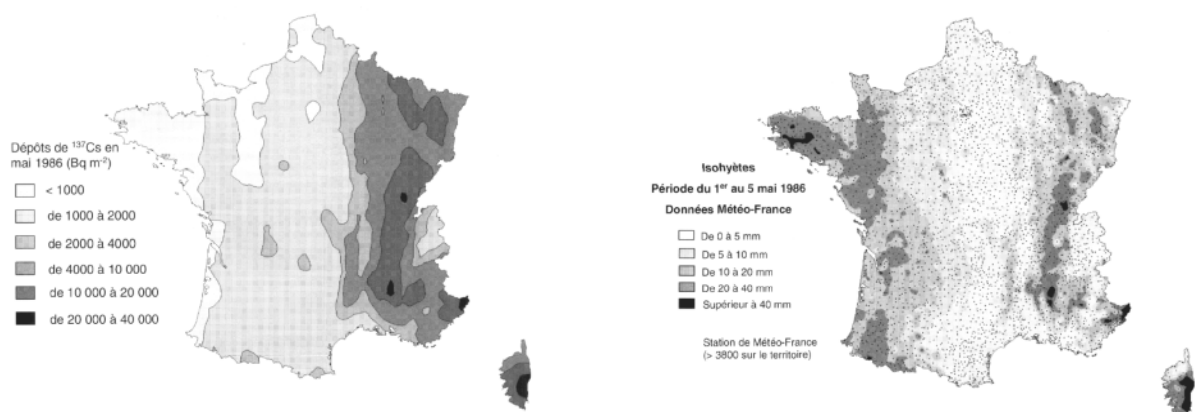 Dépôts de ¹³⁷Cs en
mai 1986 (Bq m⁻²)
< 1000
de 1000 à 2000
de 2000 à 4000
de 4000 à 10 000
de 10 000 à 20 000
de 20 000 à 40 000
Isohyètes
Période du 1er au 5 mai 1986
Données Météo-France
De 0 à 5 mm
De 5 à 10 mm
De 10 à 20 mm
De 20 à 40 mm
Supérieur à 40 mm
Station de Météo-France
(> 3800 sur le territoire)